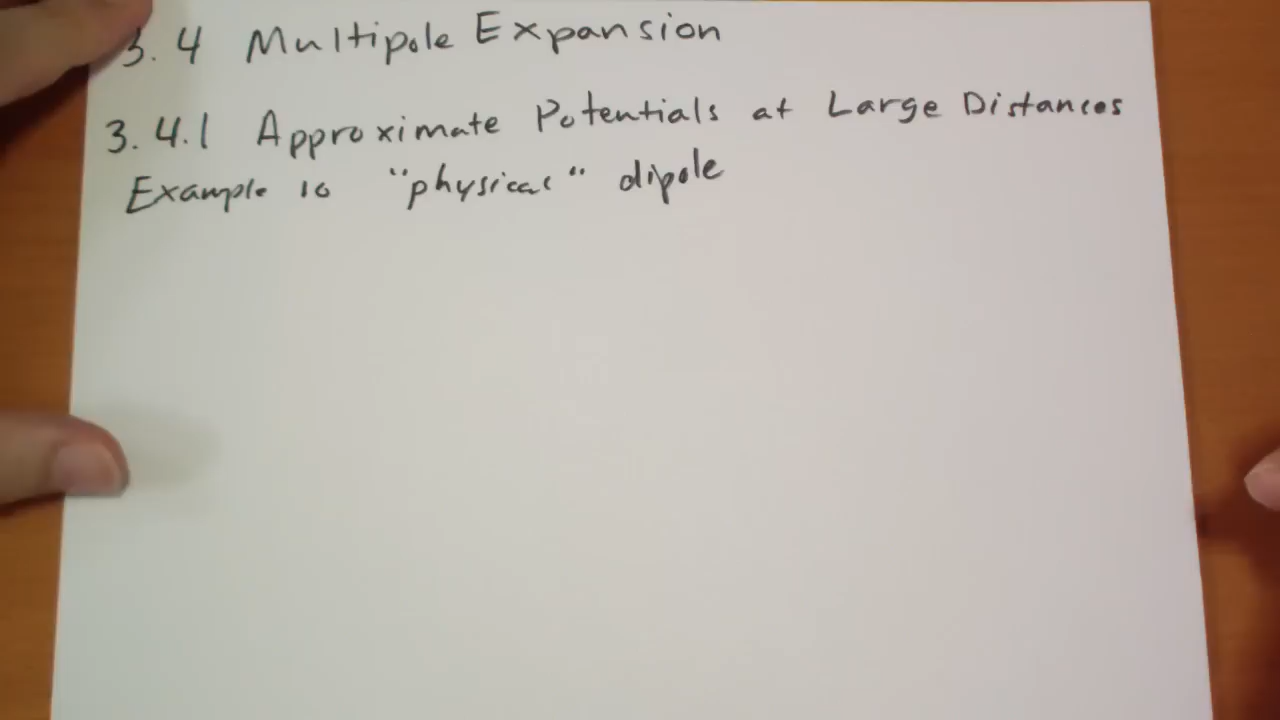 3.4 Multipole Expansion
3.4.1 Approximate Potentials at Large Distances
Example 10 "physical" dipole